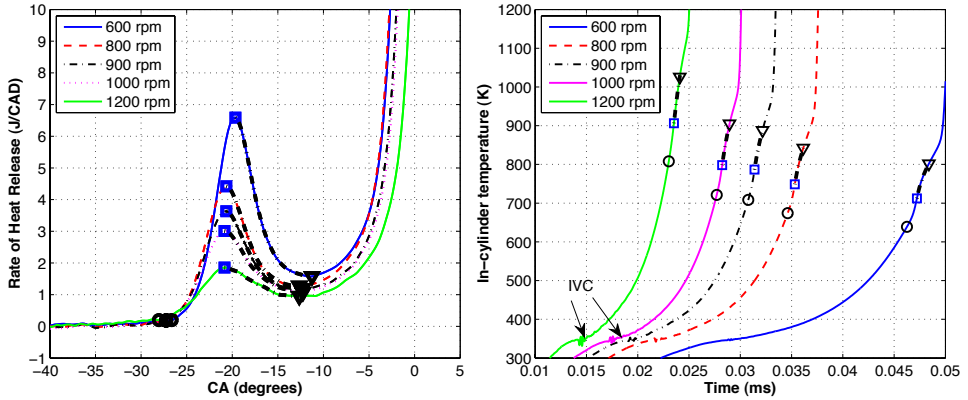 600 rpm
800 rpm
900 rpm
1000 rpm
1200 rpm
10
9
8
7
6
5
4
3
2
1
0
−1
Rate of Heat Release (J/CAD)
−40 −35 −30 −25 −20 −15 −10 −5 0 5
CA (degrees)
600 rpm
800 rpm
900 rpm
1000 rpm
1200 rpm
1200
1100
1000
900
800
700
600
500
400
300
In−cylinder temperature (K)
IVC
0.01 0.015 0.02 0.025 0.03 0.035 0.04 0.045 0.05
Time (ms)